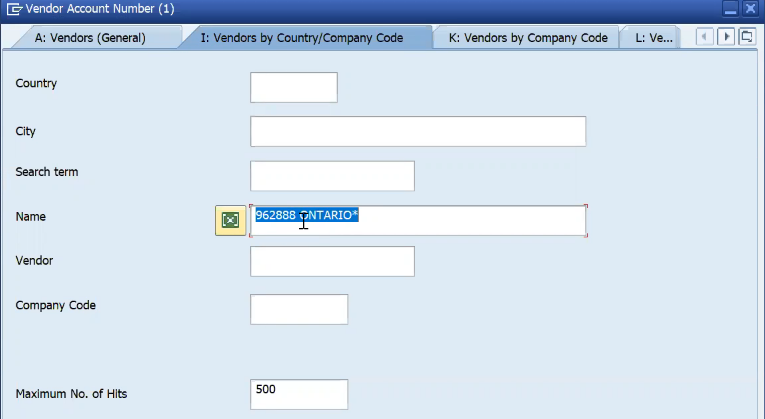 Vendor Account Number (1)
A: Vendors (General) I: Vendors by Country/Company Code K: Vendors by Company Code L: Ve...
Country
City
Search term
Name 962888 ONTARIO*
Vendor
Company Code
Maximum No. of Hits 500